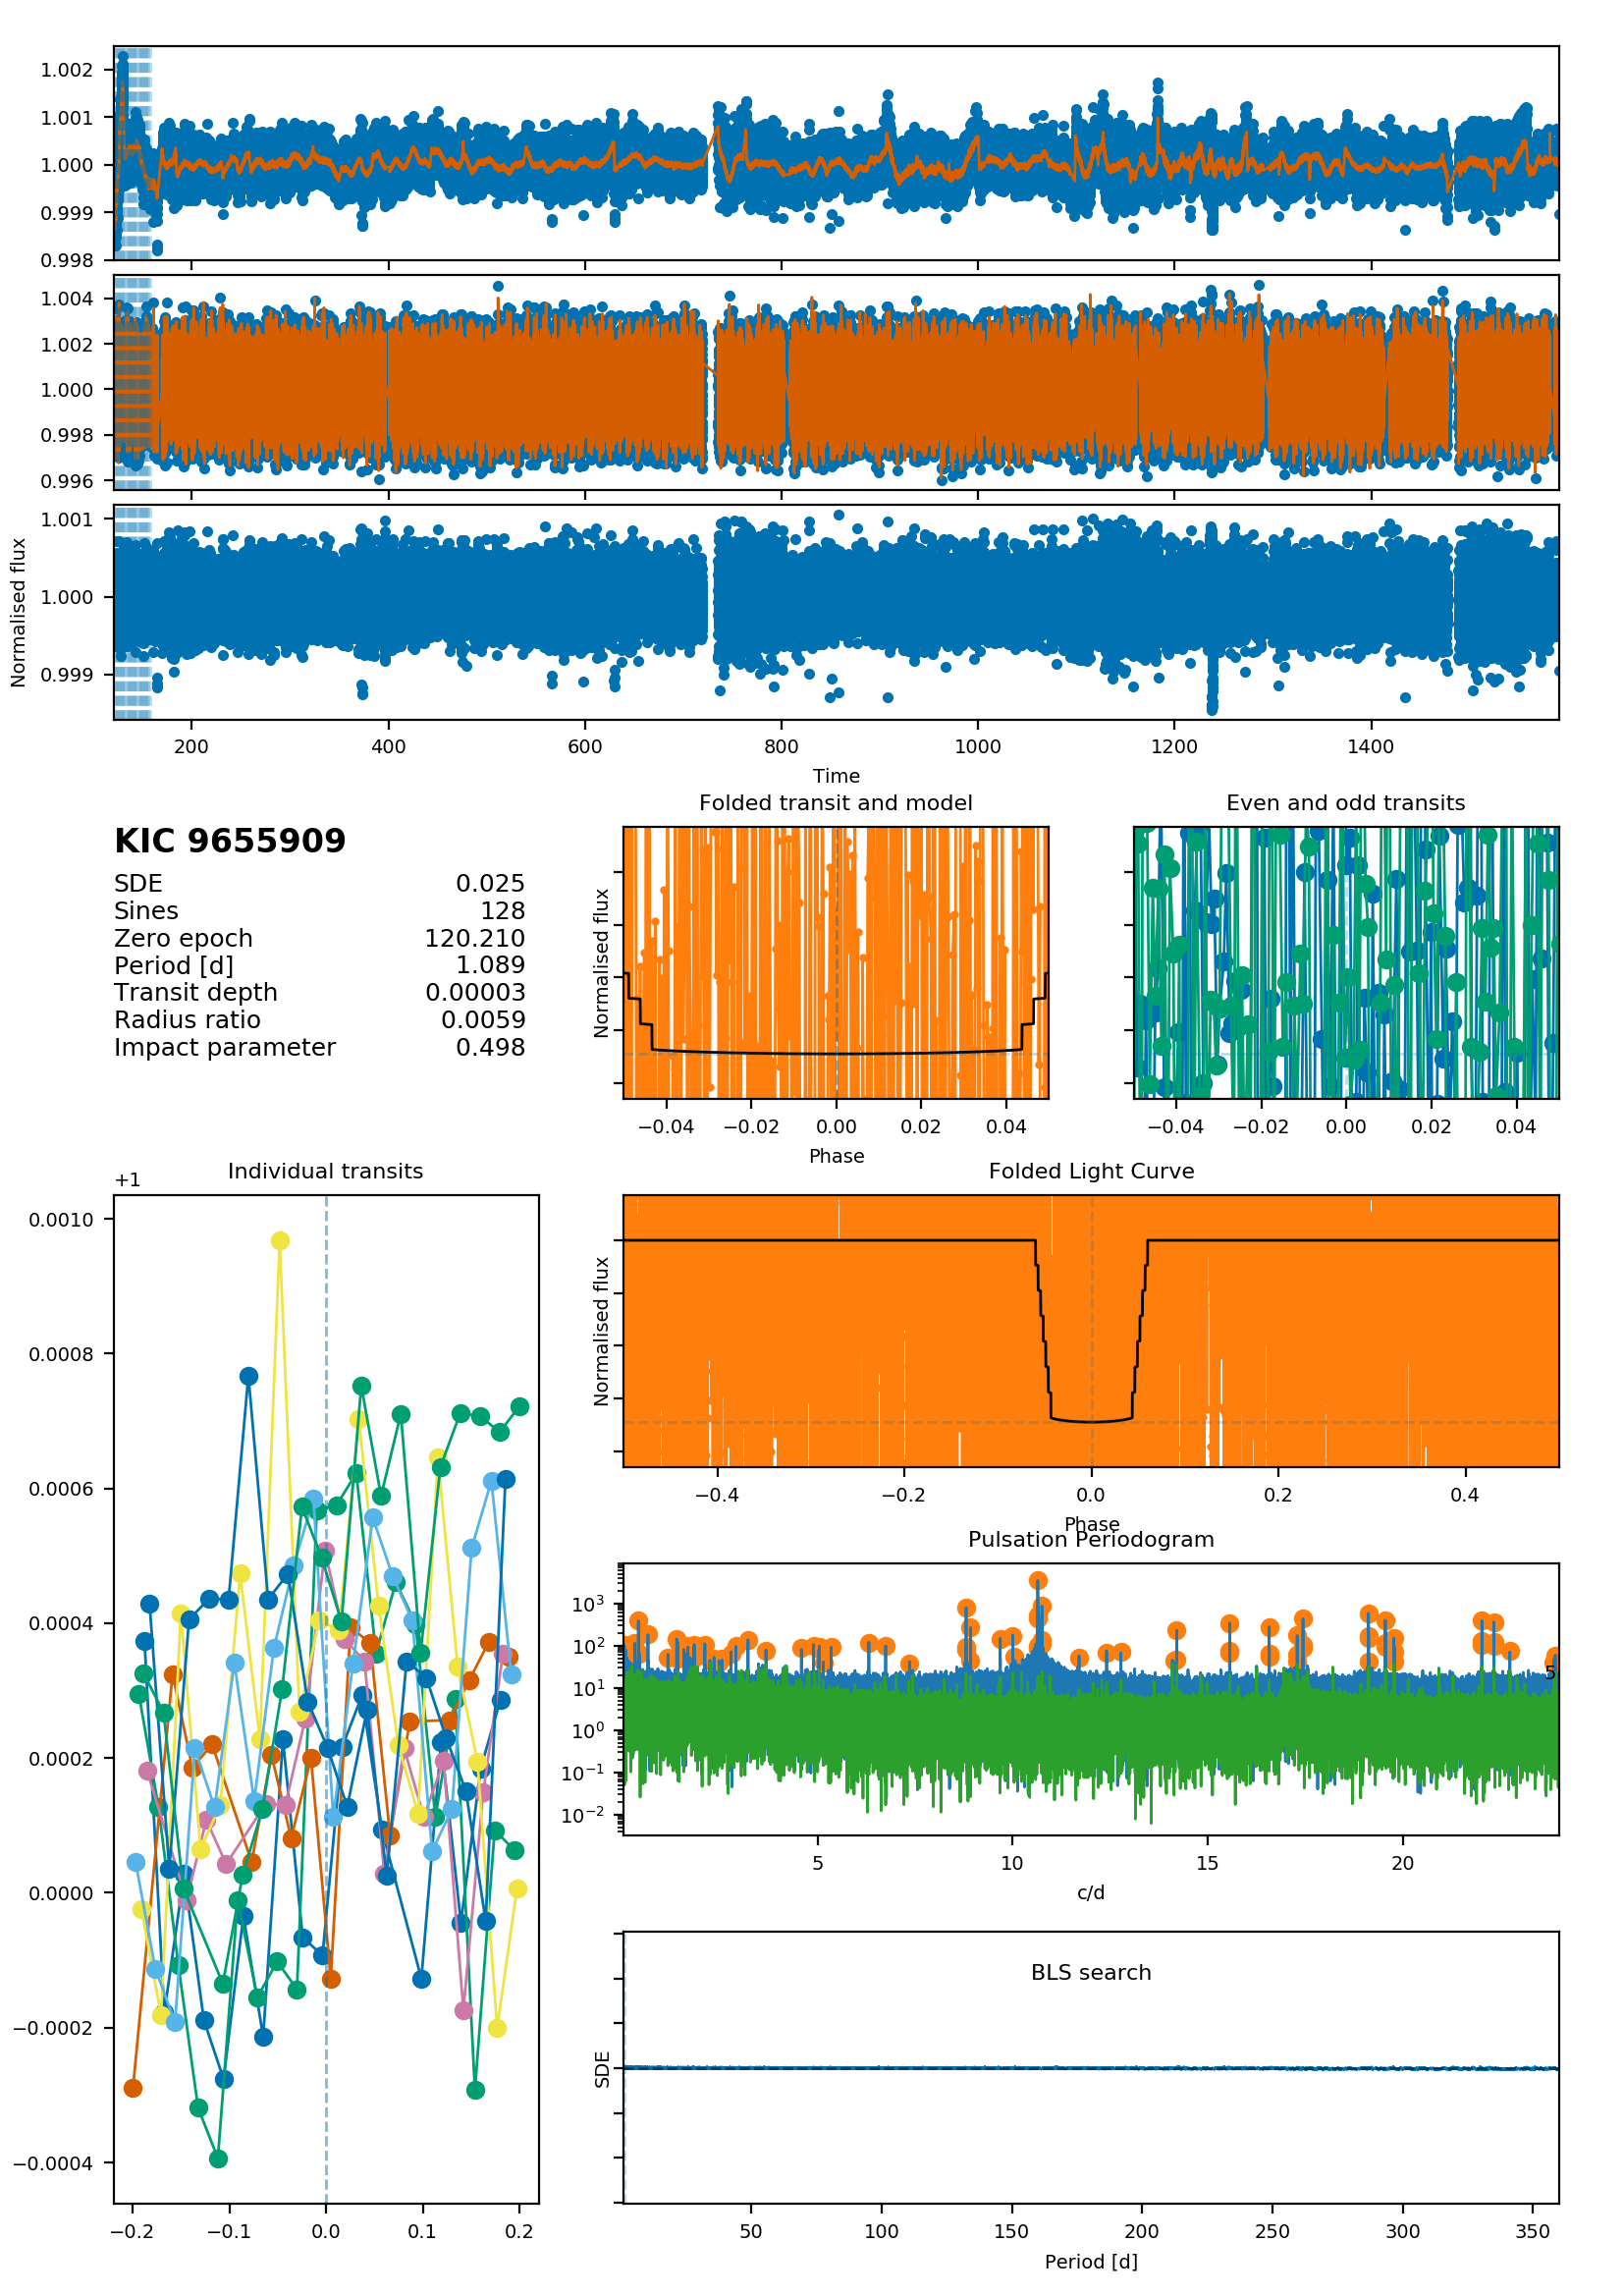 1.002
1.001
1.000
0.999
0.998
1.004
1.002
1.000
0.998
0.996
1.001
1.000
0.999
Normalised flux
200 400 600 800 1000 1200 1400
Time
KIC 9655909
SDE 0.025
Sines 128
Zero epoch 120.210
Period [d] 1.089
Transit depth 0.00003
Radius ratio 0.0059
Impact parameter 0.498
Folded transit and model
Normalised flux
−0.04 −0.02 0.00 0.02 0.04
Phase
Even and odd transits
−0.04 −0.02 0.00 0.02 0.04
Individual transits
+1
0.0010
0.0008
0.0006
0.0004
0.0002
0.0000
−0.0002
−0.0004
−0.2 −0.1 0.0 0.1 0.2
Folded Light Curve
Normalised flux
−0.4 −0.2 0.0 0.2 0.4
Phase
Pulsation Periodogram
10³
10²
10¹
10⁰
10⁻¹
10⁻²
5
5 10 15 20
c/d
BLS search
SDE
50 100 150 200 250 300 350
Period [d]